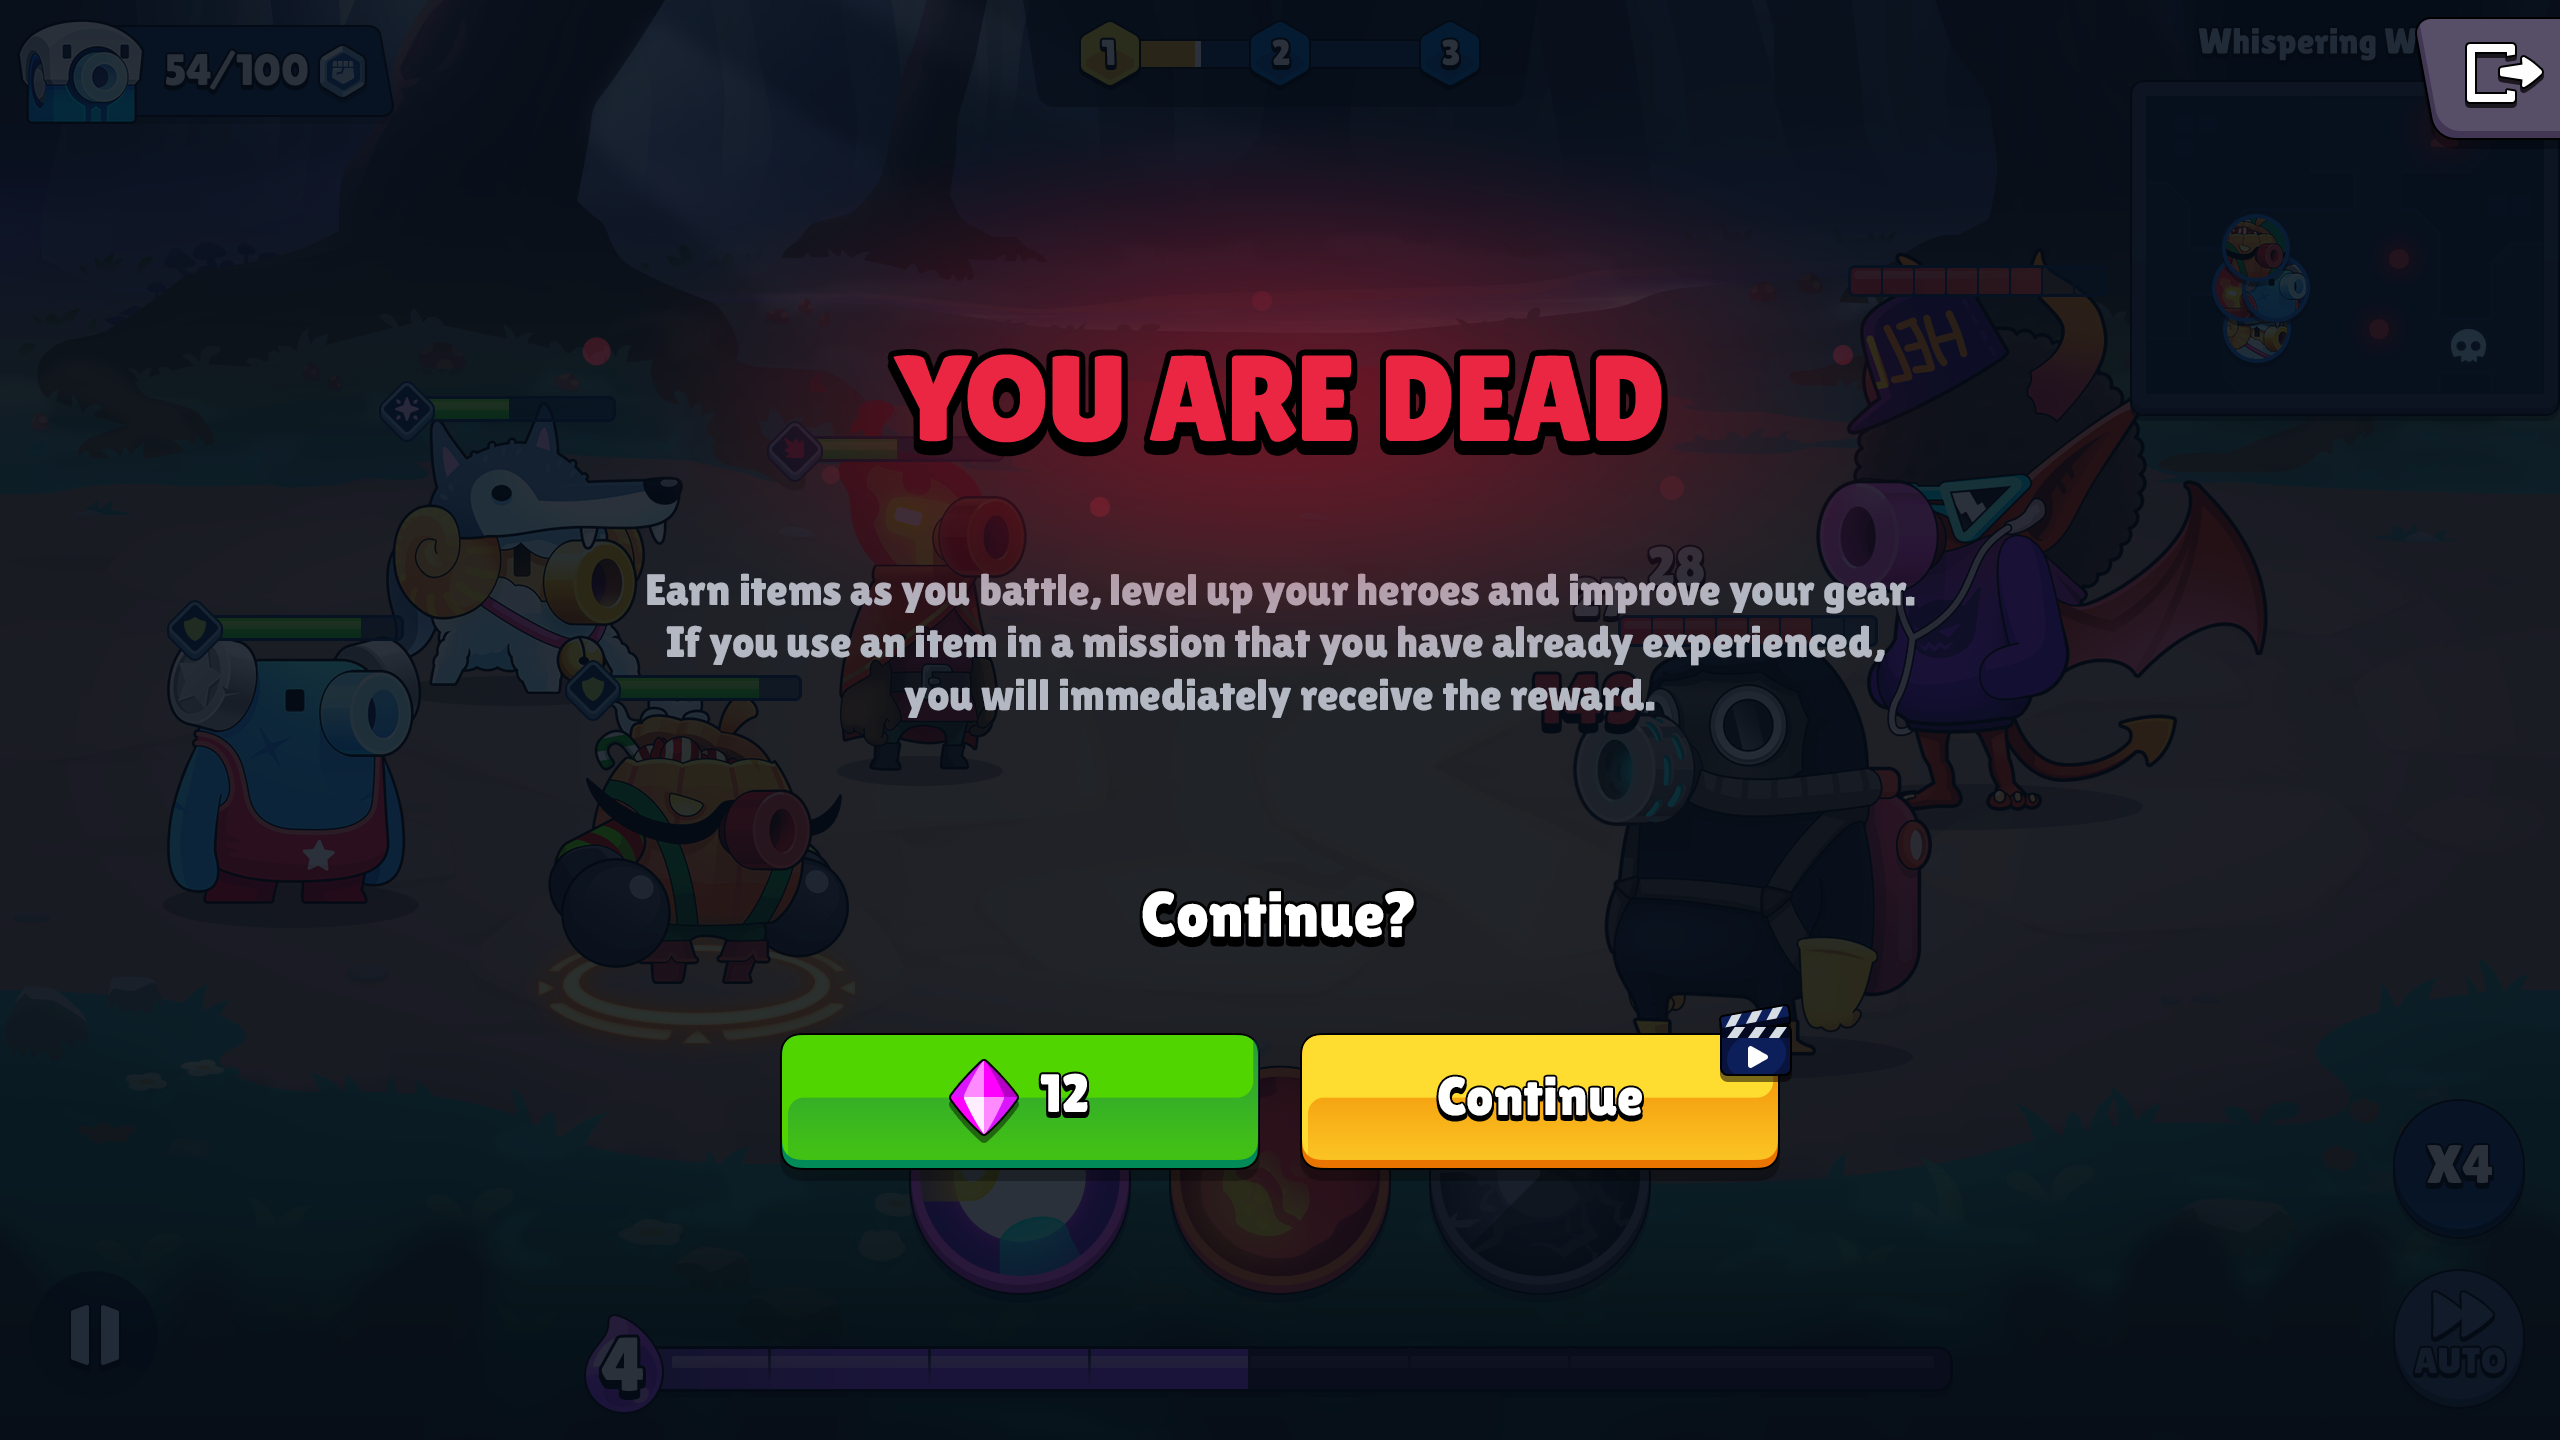 54/100
1
2
3
Whispering W
HELL
YOU ARE DEAD
28
Earn items as you battle, level up your heroes and improve your gear.
If you use an item in a mission that you have already experienced,
you will immediately receive the reward.
Continue?
12
Continue
X4
4
AUTO